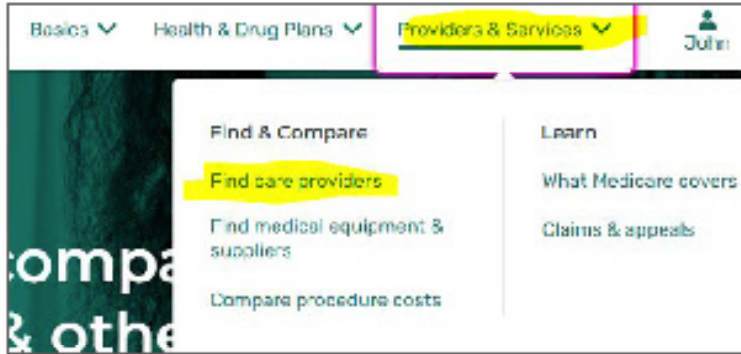 Basics Health & Drug Plans Providers & Services John
Find & Compare Learn
Find care providers What Medicare covers
Find medical equipment & Claims & appeals
suppliers
Compare procedure costs
compa
& othe